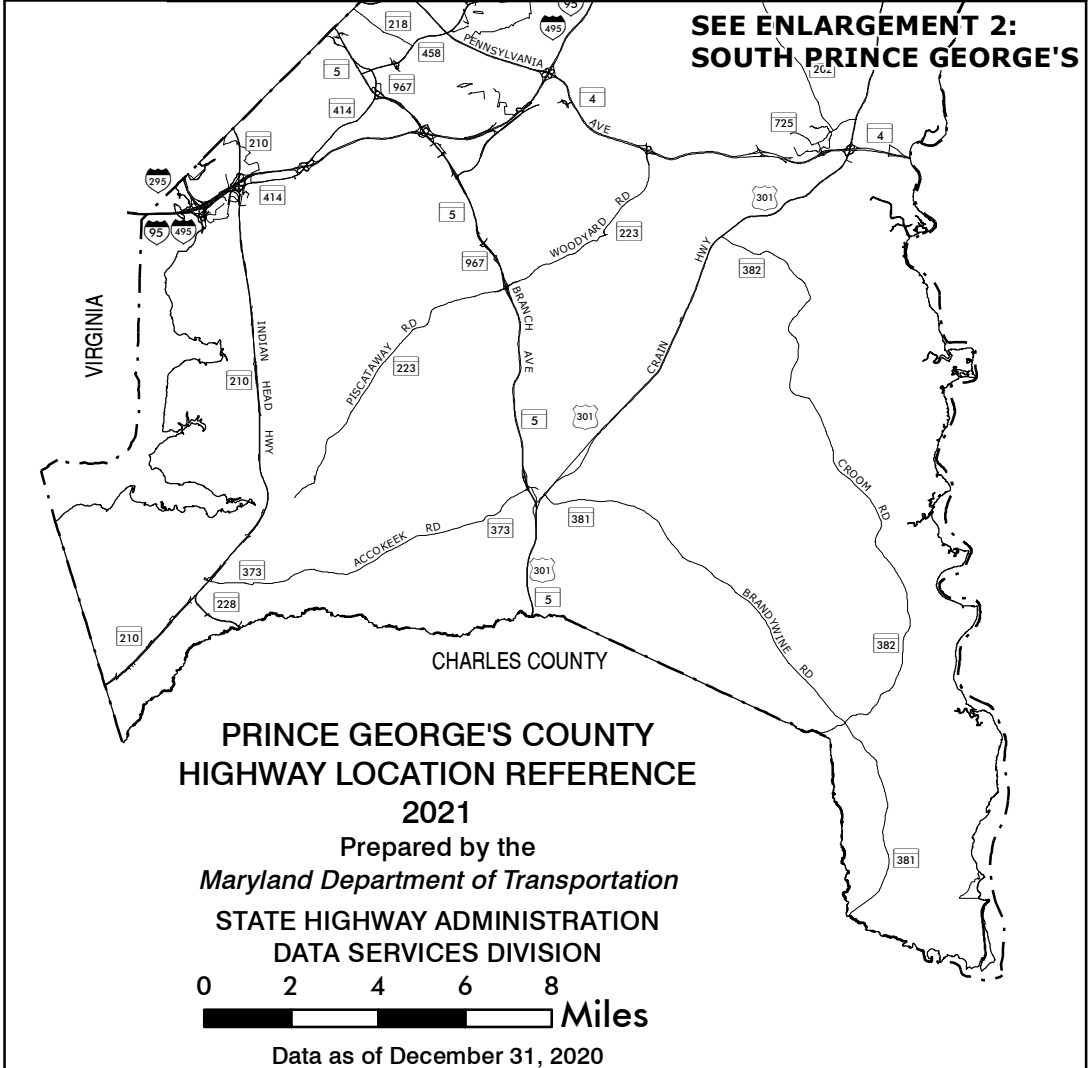 95
495
SEE ENLARGEMENT 2:
SOUTH PRINCE GEORGE'S
218
458
PENNSYLVANIA
202
5
967
4
414
AVE
725
4
210
295
414
95
495
301
5
WOODYARD RD
223
HWY
967
382
BRANCH AVE
VIRGINIA
INDIAN HEAD HWY
210
PISCATAWAY RD
223
CRAIN
5
301
CROOM RD
373
381
ACCOKEEK RD
373
301
228
5
BRANDYWINE RD
210
382
CHARLES COUNTY
PRINCE GEORGE'S COUNTY
HIGHWAY LOCATION REFERENCE
2021
Prepared by the
Maryland Department of Transportation
STATE HIGHWAY ADMINISTRATION
DATA SERVICES DIVISION
381
0 2 4 6 8
Miles
Data as of December 31, 2020